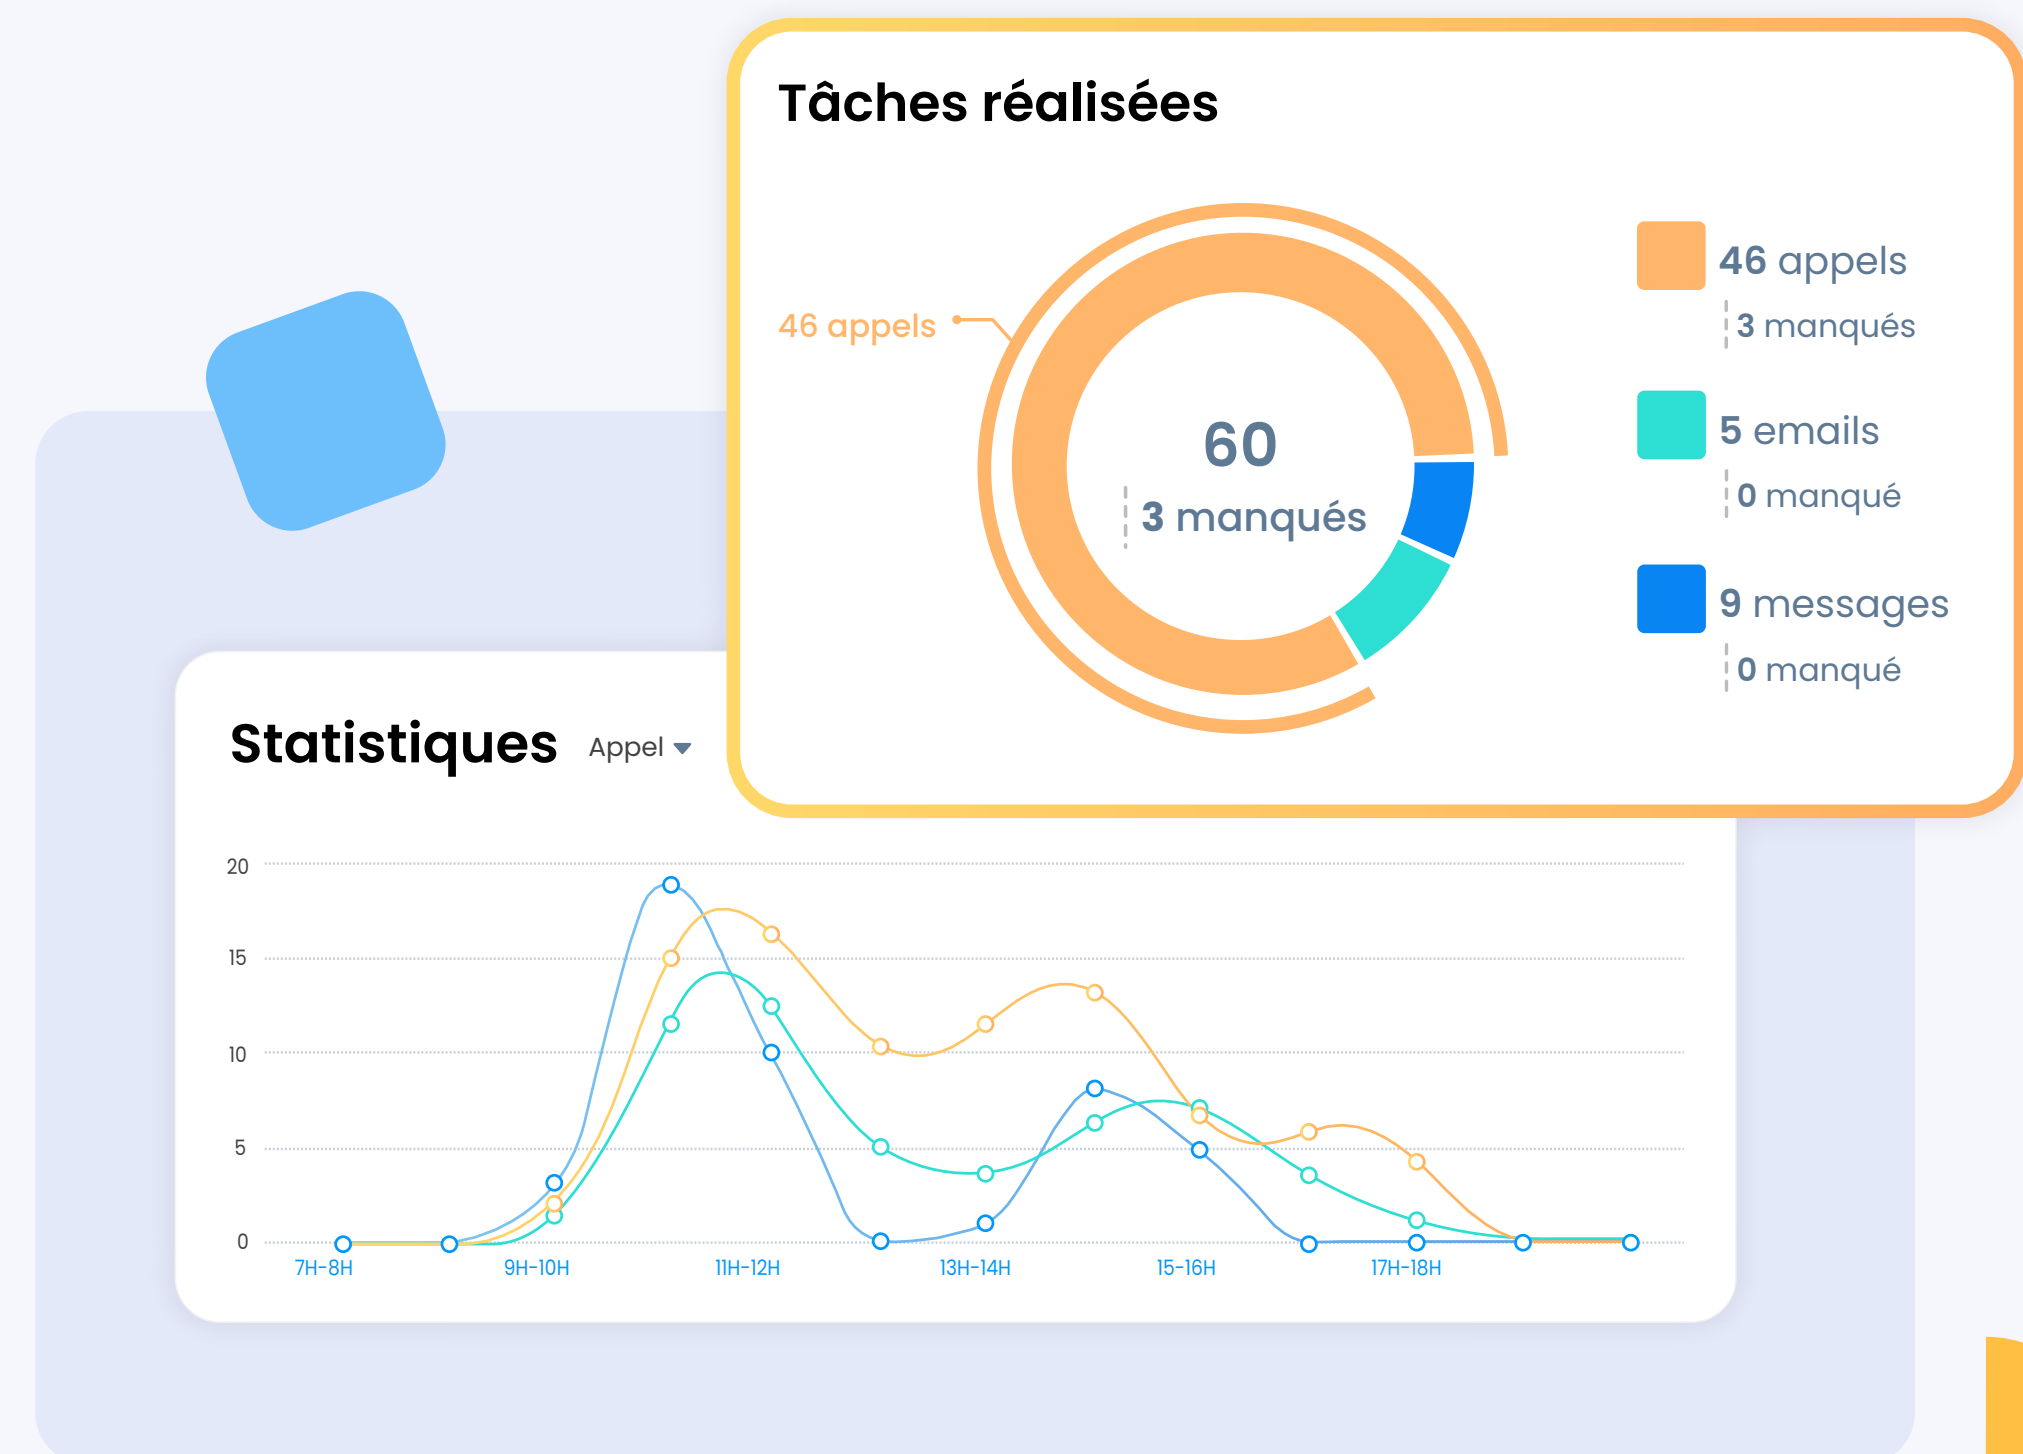 Tâches réalisées
46 appels
60
3 manqués
46 appels
3 manqués
5 emails
0 manqué
9 messages
0 manqué
Statistiques
Appel
20
15
10
5
0
7H-8H
9H-10H
11H-12H
13H-14H
15-16H
17H-18H